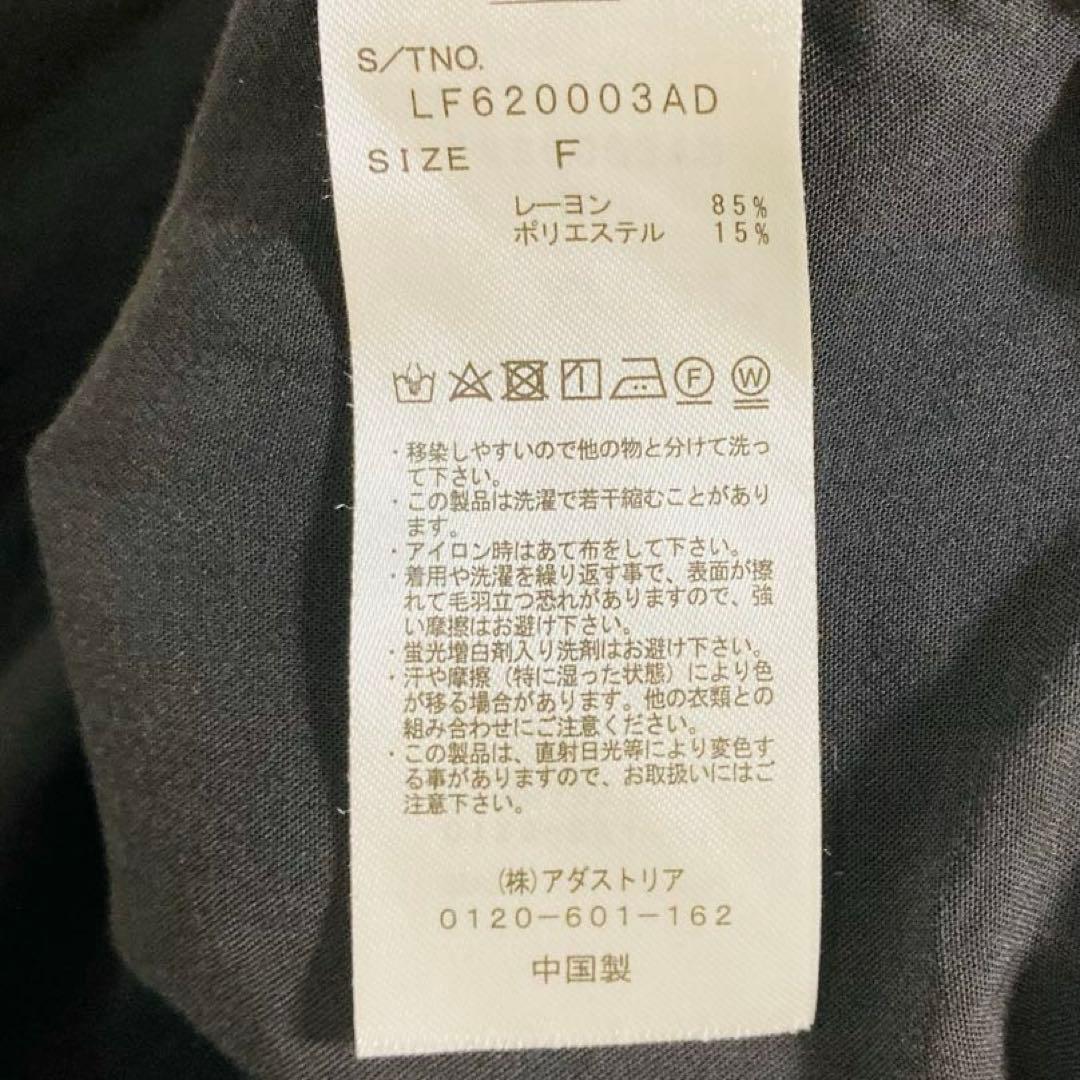 S/TNO.
LF620003AD
SIZE F
レーヨン 85%
ポリエステル 15%
F W
・移染しやすいので他の物と分けて洗っ
て下さい。
・この製品は洗濯で若干縮むことがあり
ます。
・アイロン時はあて布をして下さい。
・着用や洗濯を繰り返す事で、表面が擦
れて毛羽立つ恐れがありますので、強
い摩擦はお避け下さい。
・蛍光増白剤入り洗剤はお避け下さい。
・汗や摩擦（特に湿った状態）により色
が移る場合があります。他の衣類との
組み合わせにご注意ください。
・この製品は、直射日光等により変色す
る事がありますので、お取扱いにはご
注意下さい。
(株)アダストリア
0120-601-162
中国製